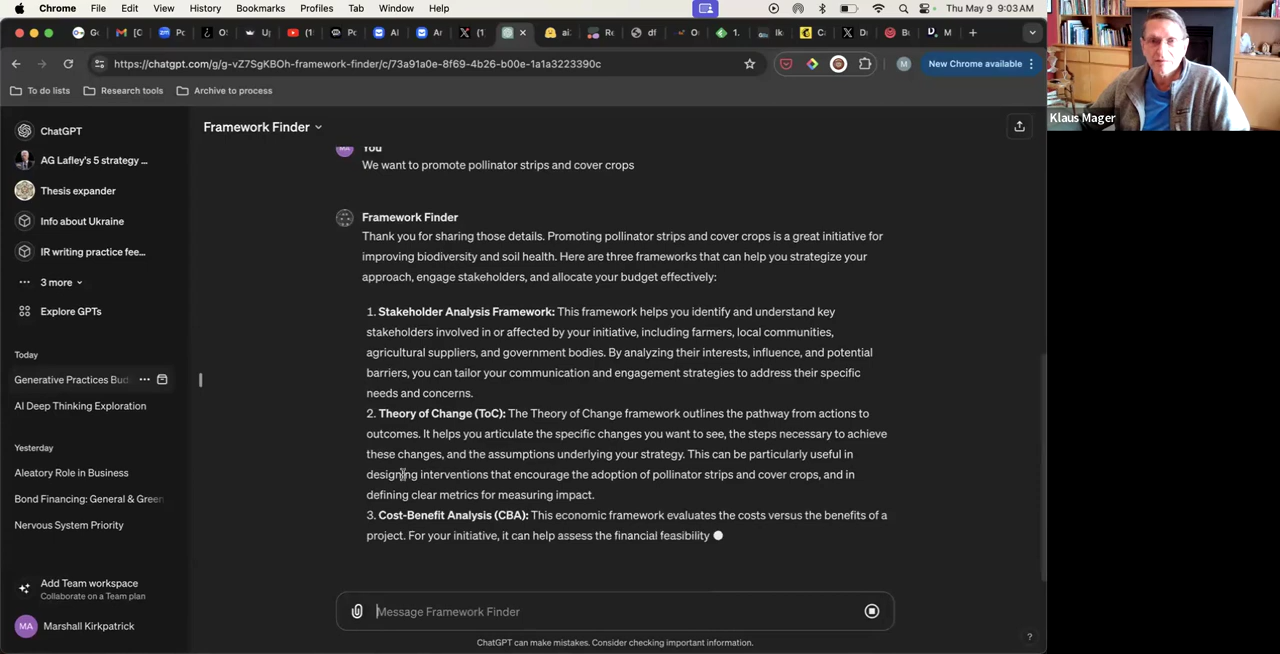 Chrome File Edit View History Bookmarks Profiles Tab Window Help Thu May 9 9:03 AM
https://chatgpt.com/g/g-vZ7SgKBOh-framework-finder/c/73a91a0e-8f69-4b26-b00e-1a1a3223390c
M New Chrome available
To do lists Research tools Archive to process
Klaus Mager
ChatGPT
AG Lafley's 5 strategy ...
Thesis expander
Info about Ukraine
IR writing practice fee...
3 more
Explore GPTs
Today
Generative Practices Bud
AI Deep Thinking Exploration
Yesterday
Aleatory Role in Business
Bond Financing: General & Green
Nervous System Priority
Add Team workspace
Collaborate on a Team plan
MA Marshall Kirkpatrick
Framework Finder
MA You
We want to promote pollinator strips and cover crops
Framework Finder
Thank you for sharing those details. Promoting pollinator strips and cover crops is a great initiative for
improving biodiversity and soil health. Here are three frameworks that can help you strategize your
approach, engage stakeholders, and allocate your budget effectively:
1. Stakeholder Analysis Framework: This framework helps you identify and understand key
stakeholders involved in or affected by your initiative, including farmers, local communities,
agricultural suppliers, and government bodies. By analyzing their interests, influence, and potential
barriers, you can tailor your communication and engagement strategies to address their specific
needs and concerns.
2. Theory of Change (ToC): The Theory of Change framework outlines the pathway from actions to
outcomes. It helps you articulate the specific changes you want to see, the steps necessary to achieve
these changes, and the assumptions underlying your strategy. This can be particularly useful in
designing interventions that encourage the adoption of pollinator strips and cover crops, and in
defining clear metrics for measuring impact.
3. Cost-Benefit Analysis (CBA): This economic framework evaluates the costs versus the benefits of a
project. For your initiative, it can help assess the financial feasibility
Message Framework Finder
ChatGPT can make mistakes. Consider checking important information.
?